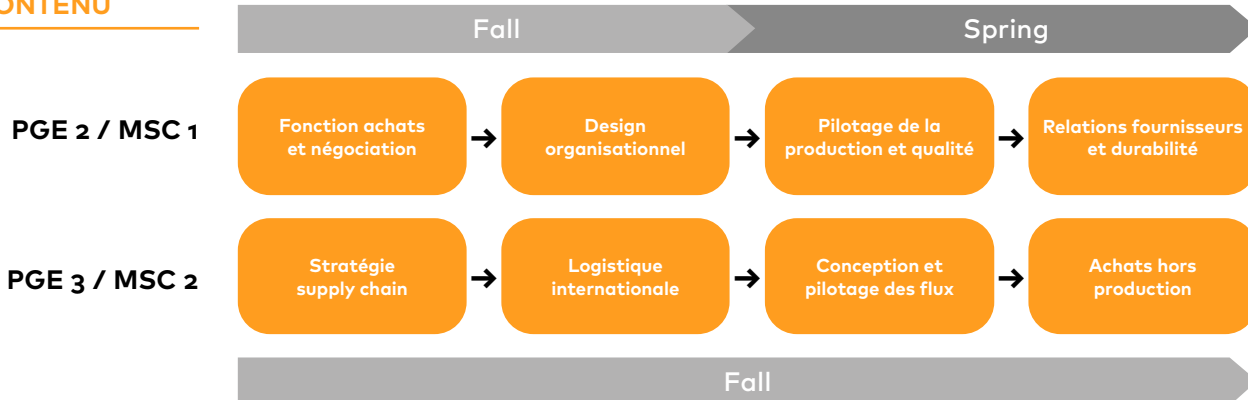 ONTENU
Fall
Spring
PGE 2 / MSC 1
Fonction achats
et négociation
→
Design
organisationnel
→
Pilotage de la
production et qualité
→
Relations fournisseurs
et durabilité
PGE 3 / MSC 2
Stratégie
supply chain
→
Logistique
internationale
→
Conception et
pilotage des flux
→
Achats hors
production
Fall